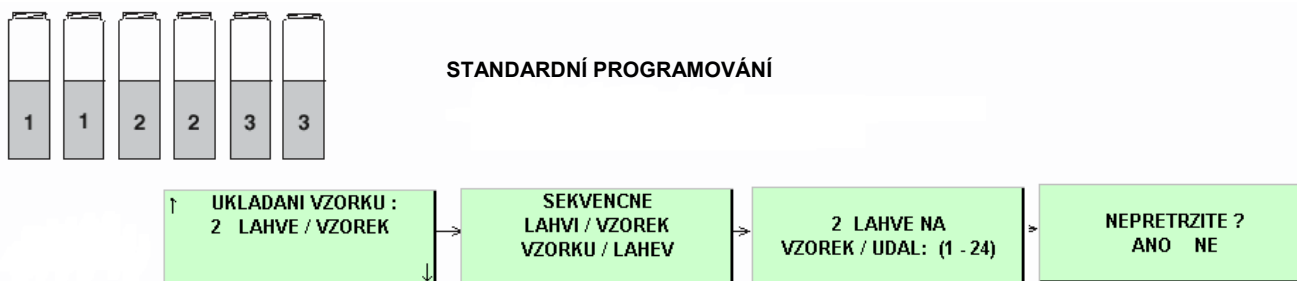 STANDARDNÍ PROGRAMOVÁNÍ
1 1 2 2 3 3
↑ UKLADANI VZORKU :
2 LAHVE / VZOREK
↓
SEKVENCNE
LAHVI / VZOREK
VZORKU / LAHEV
2 LAHVE NA
VZOREK / UDAL: (1 - 24)
NEPRETRZITE ?
ANO NE